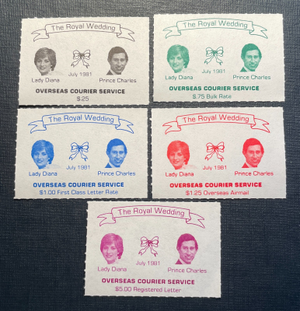 The Royal Wedding
July 1981
Lady Diana Prince Charles
OVERSEAS COURIER SERVICE
$.25
The Royal Wedding
July 1981
Lady Diana Prince Charles
OVERSEAS COURIER SERVICE
$.75 Bulk Rate
The Royal Wedding
July 1981
Lady Diana Prince Charles
OVERSEAS COURIER SERVICE
$1.00 First Class Letter Rate
The Royal Wedding
July 1981
Lady Diana Prince Charles
OVERSEAS COURIER SERVICE
$1.25 Overseas Airmail
The Royal Wedding
July 1981
Lady Diana Prince Charles
OVERSEAS COURIER SERVICE
$5.00 Registered Letter